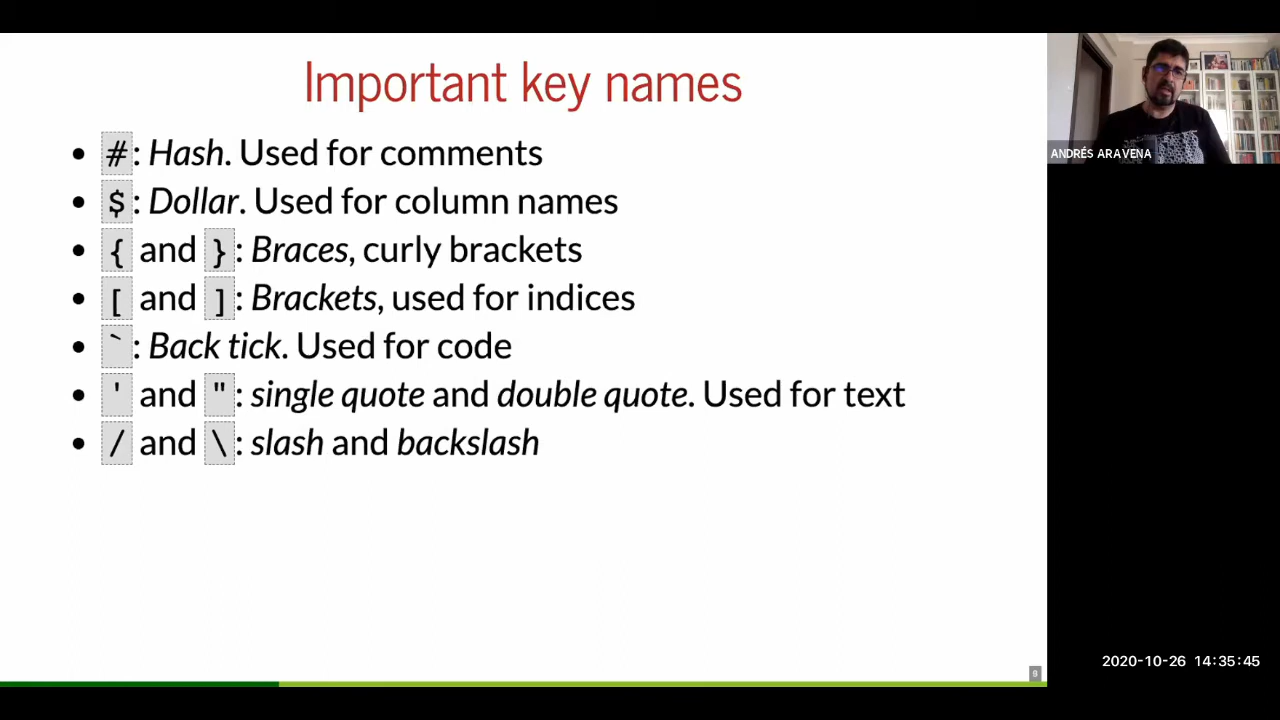 Important key names
• #: Hash. Used for comments
• $: Dollar. Used for column names
• { and }: Braces, curly brackets
• [ and ]: Brackets, used for indices
• `: Back tick. Used for code
• ' and ": single quote and double quote. Used for text
• / and \: slash and backslash
8
ANDRÉS ARAVENA
2020-10-26 14:35:45